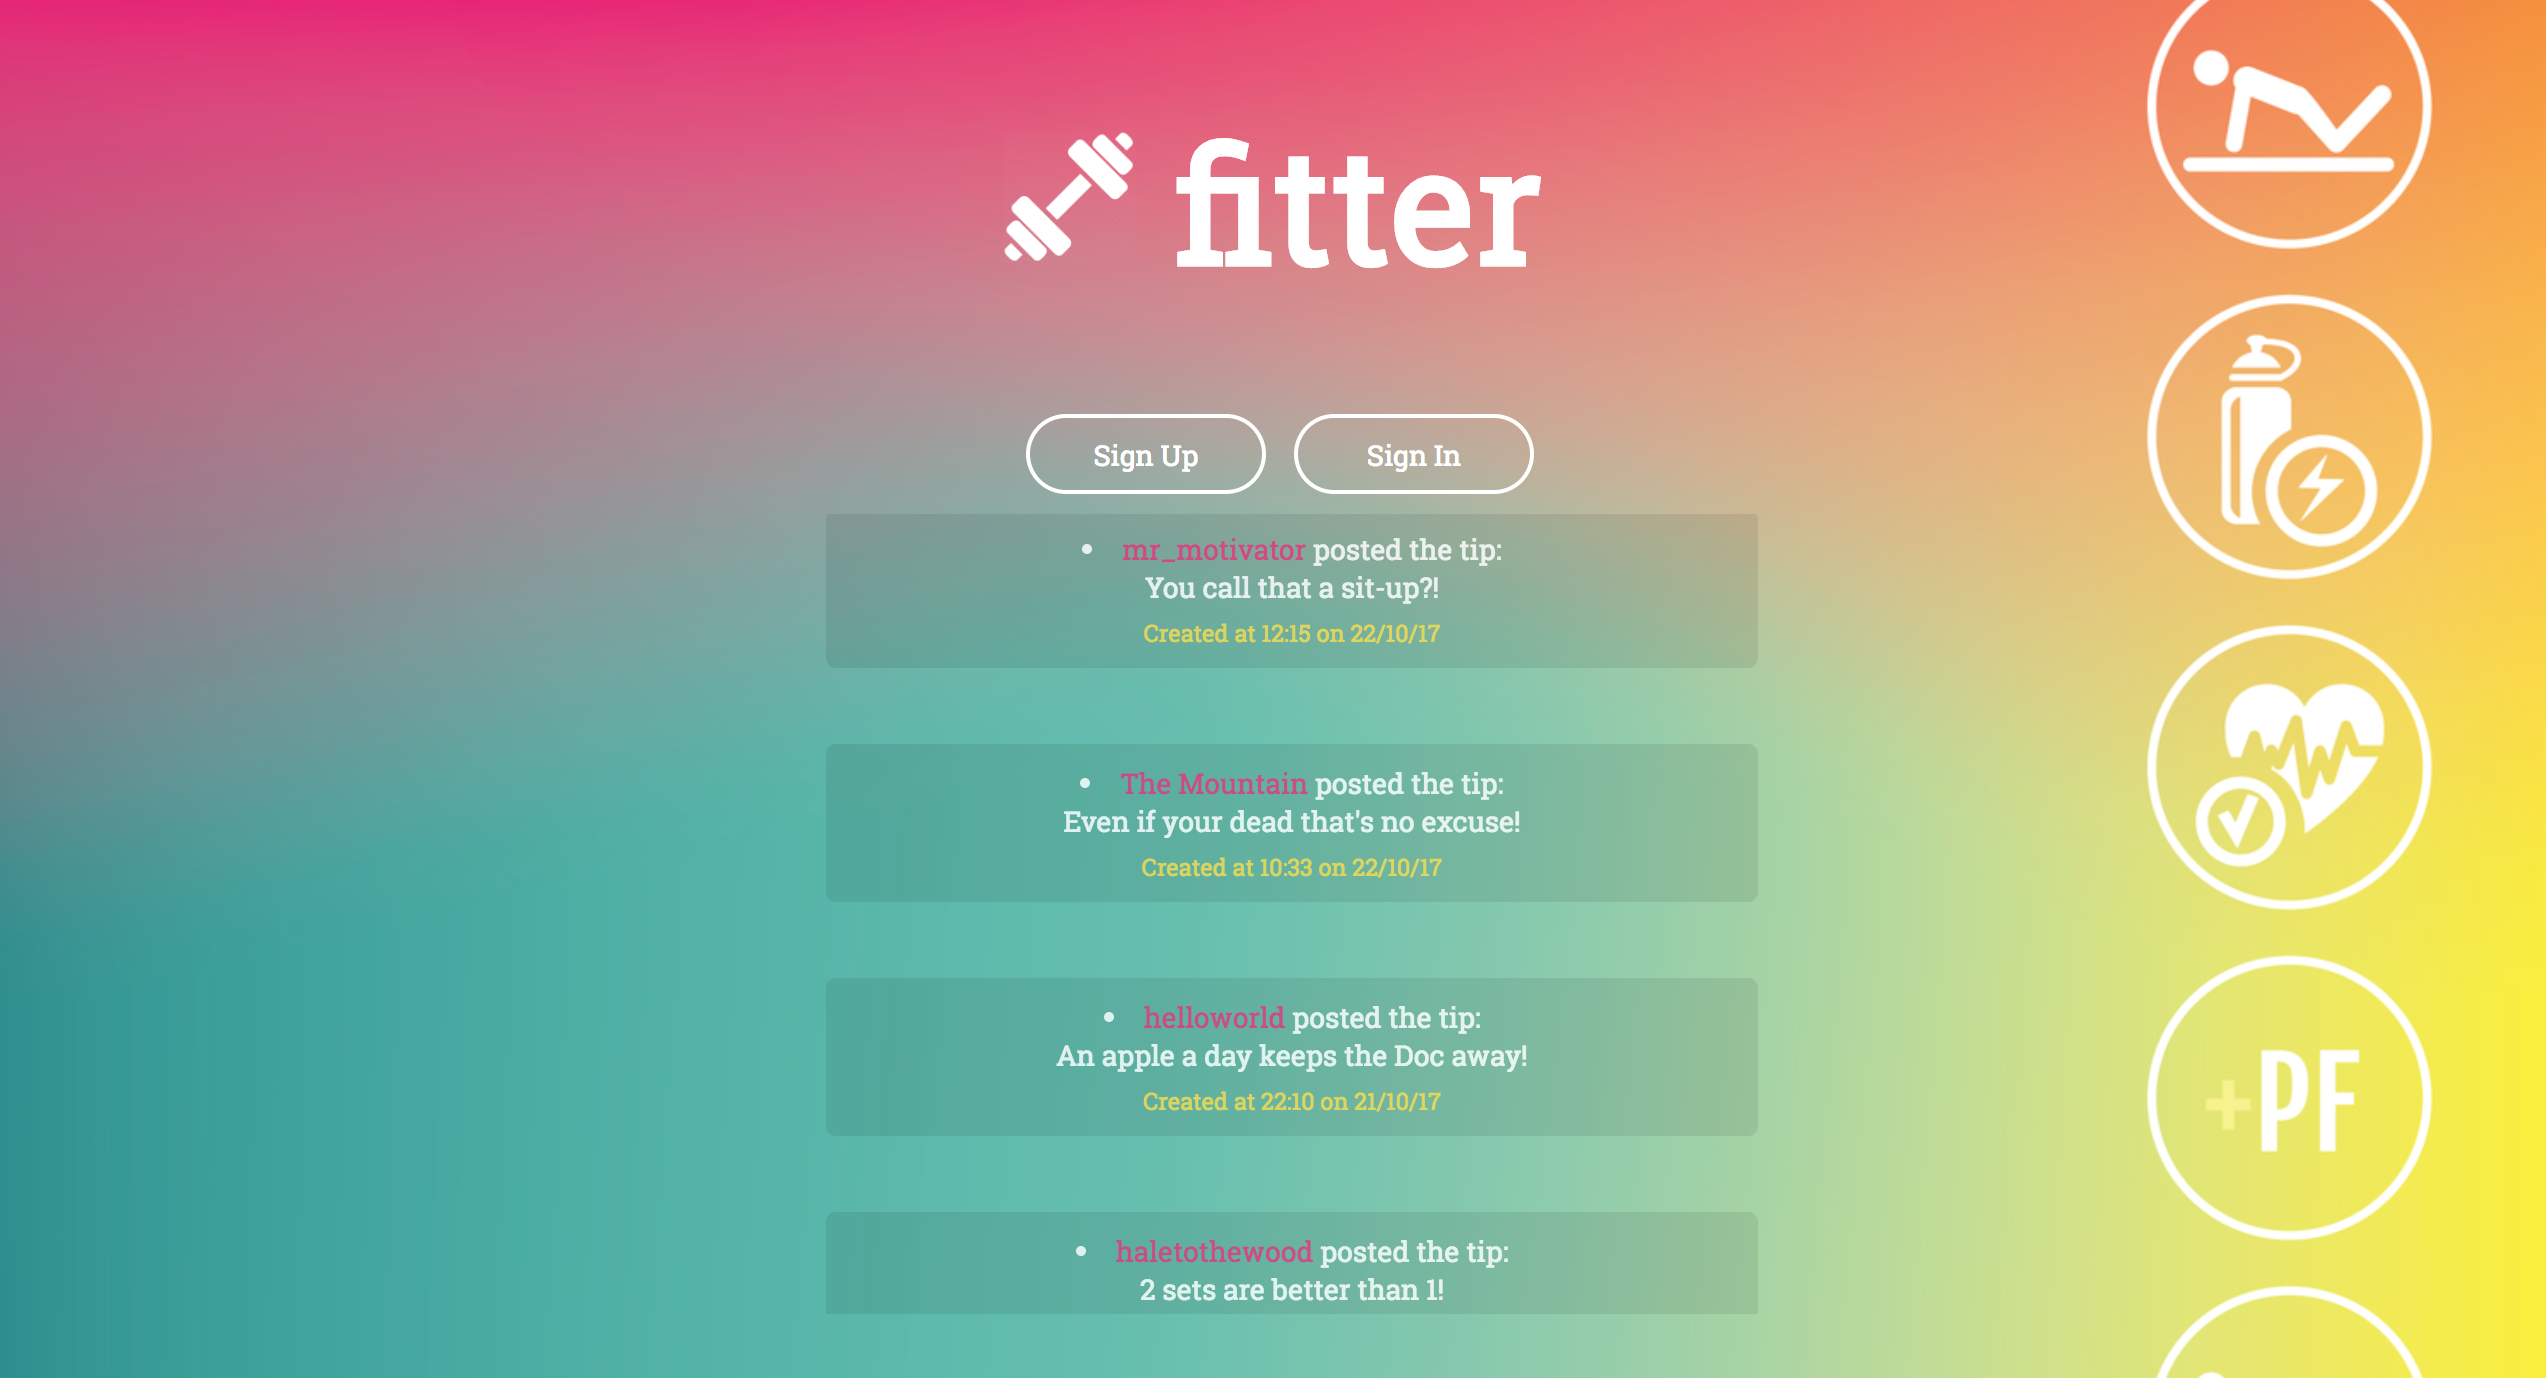 fitter
Sign Up
Sign In
mr_motivator posted the tip:
You call that a sit-up?!
Created at 12:15 on 22/10/17
The Mountain posted the tip:
Even if your dead that's no excuse!
Created at 10:33 on 22/10/17
helloworld posted the tip:
An apple a day keeps the Doc away!
Created at 22:10 on 21/10/17
haletothewood posted the tip:
2 sets are better than 1!
+PF